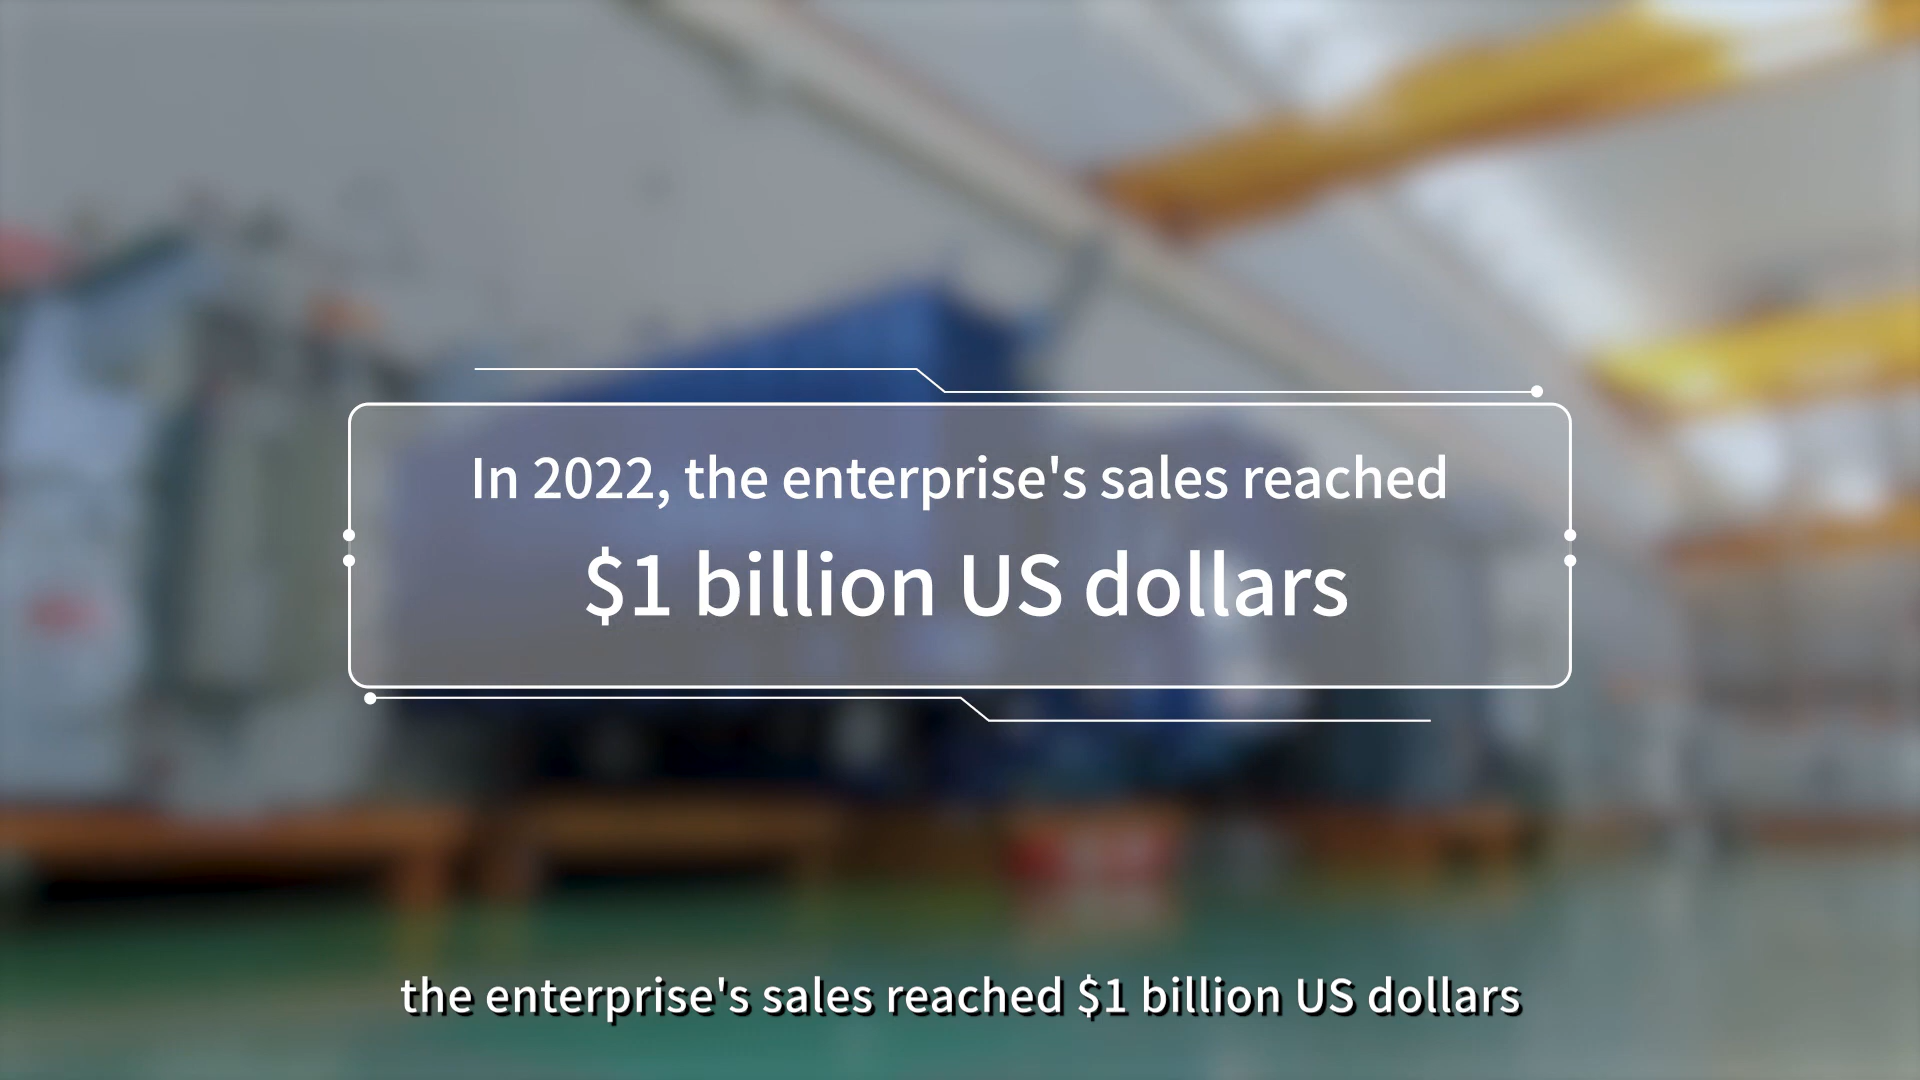 In 2022, the enterprise's sales reached
$1 billion US dollars
the enterprise's sales reached $1 billion US dollars